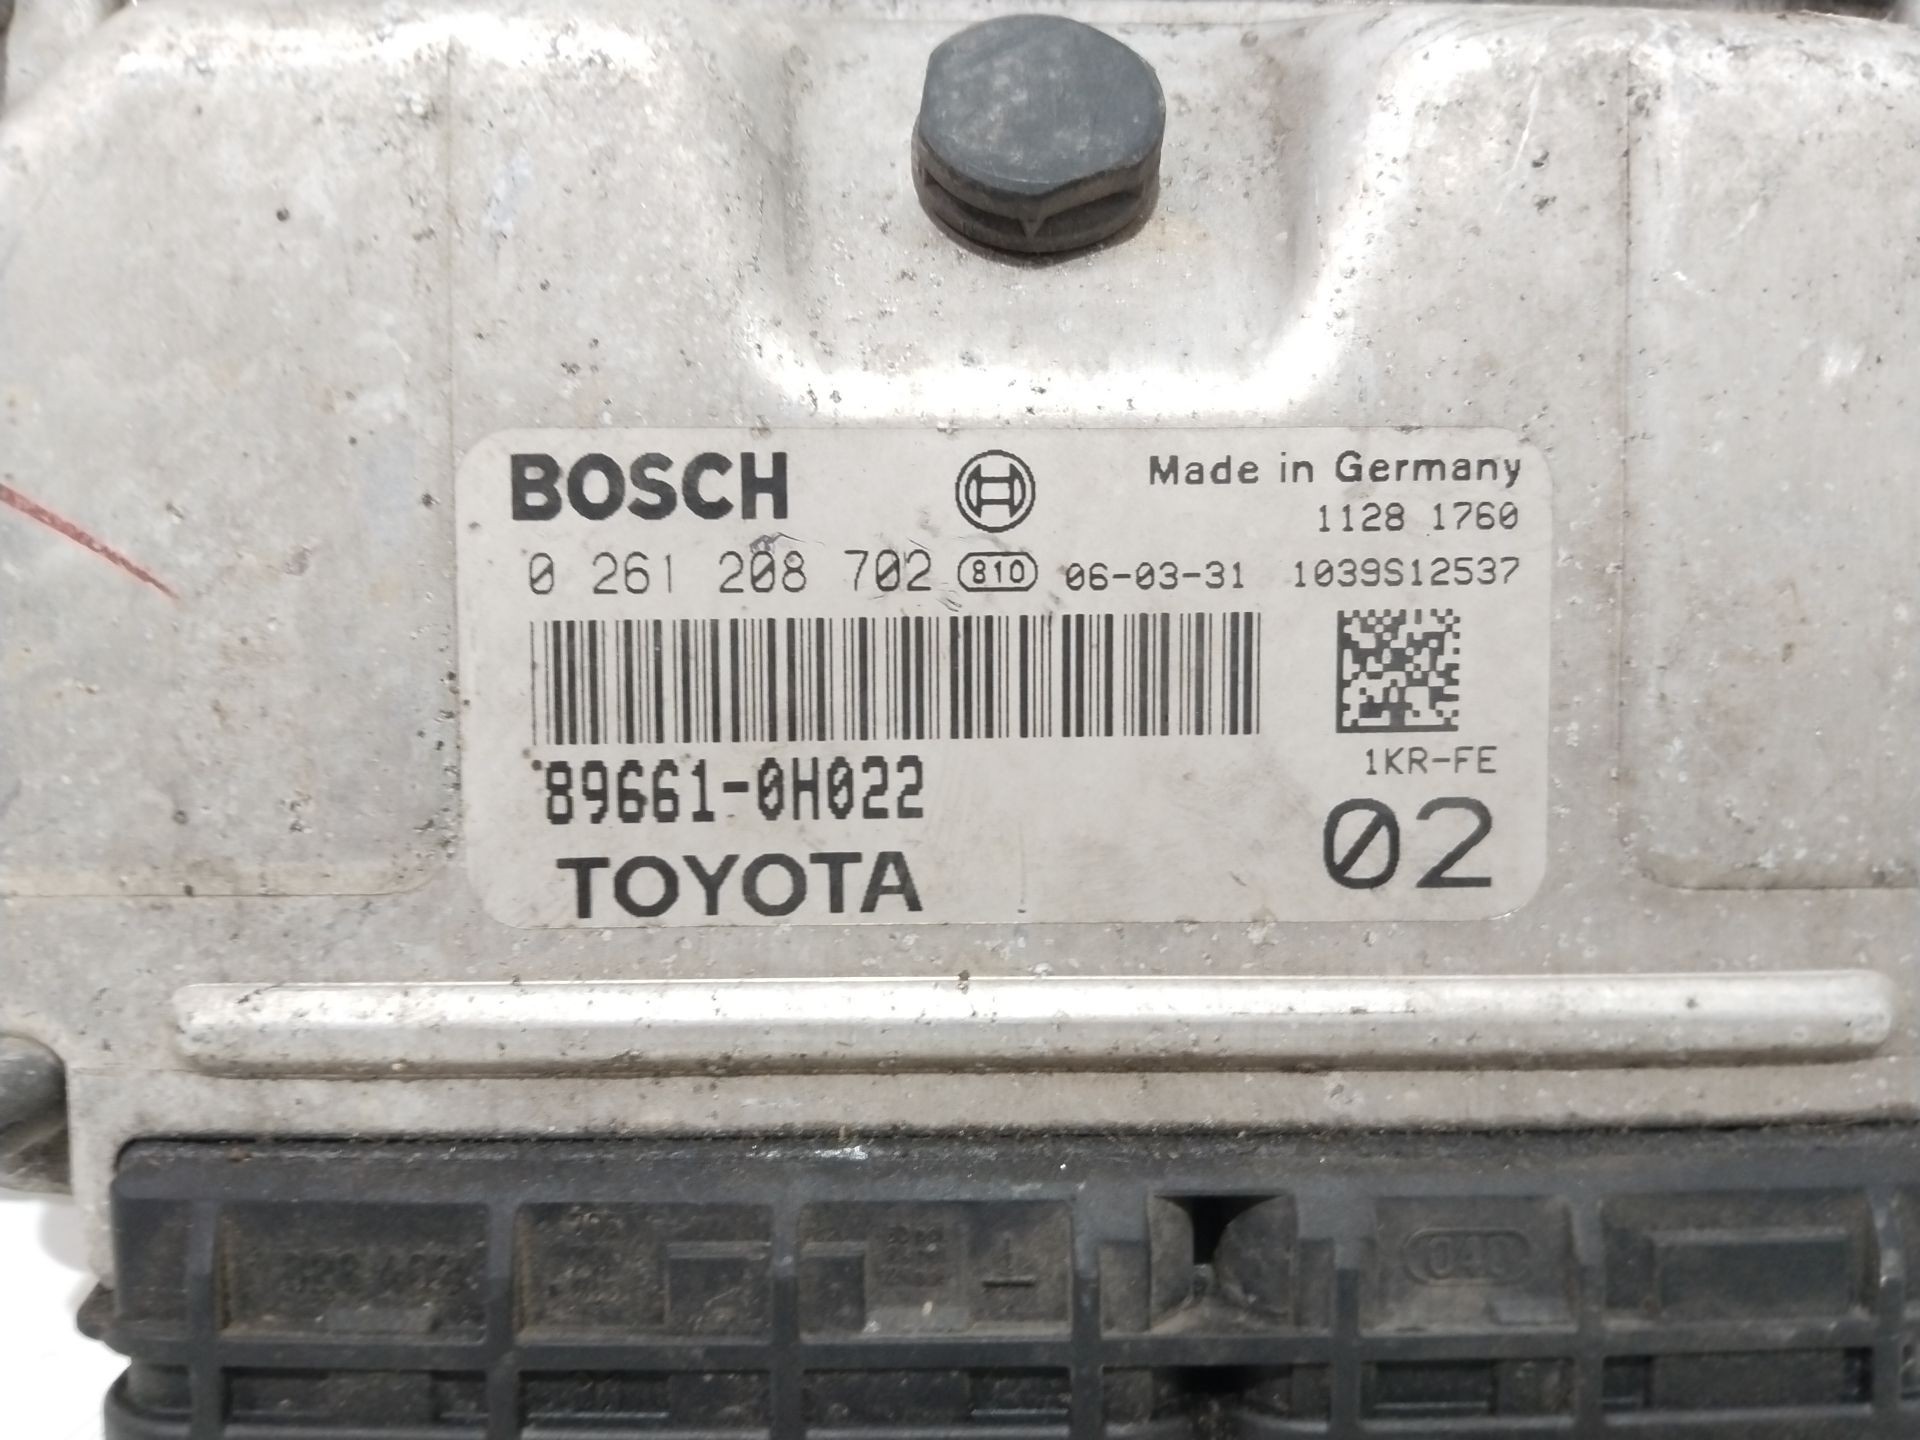 BOSCH
Made in Germany
1128 1760
0 261 208 702 810 06-03-31 1039S12537
89661-0H022
1KR-FE
TOYOTA
02
040